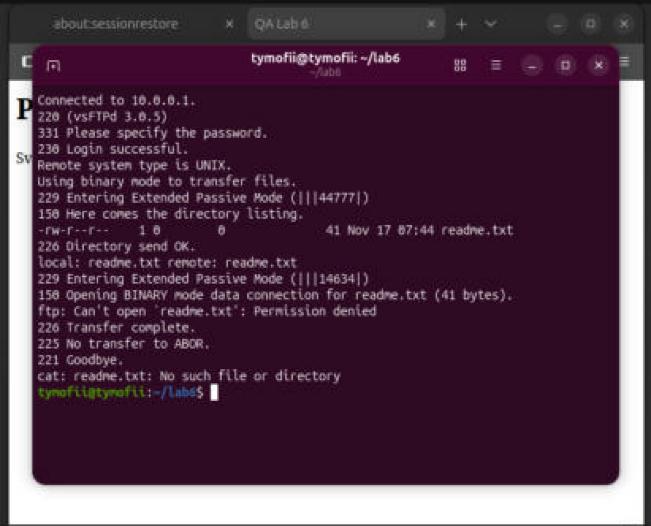 about:sessionrestore
QA Lab 6
tymofii@tymofii: ~/lab6
~/lab6
P
Sv
Connected to 10.0.0.1.
220 (vsFTPd 3.0.5)
331 Please specify the password.
230 Login successful.
Remote system type is UNIX.
Using binary mode to transfer files.
229 Entering Extended Passive Mode (|||44777|)
150 Here comes the directory listing.
-rw-r--r--    1 0        0              41 Nov 17 07:44 readme.txt
226 Directory send OK.
local: readme.txt remote: readme.txt
229 Entering Extended Passive Mode (|||14634|)
150 Opening BINARY mode data connection for readme.txt (41 bytes).
ftp: Can't open `readme.txt': Permission denied
226 Transfer complete.
225 No transfer to ABOR.
221 Goodbye.
cat: readme.txt: No such file or directory
tymofii@tymofii:~/lab6$